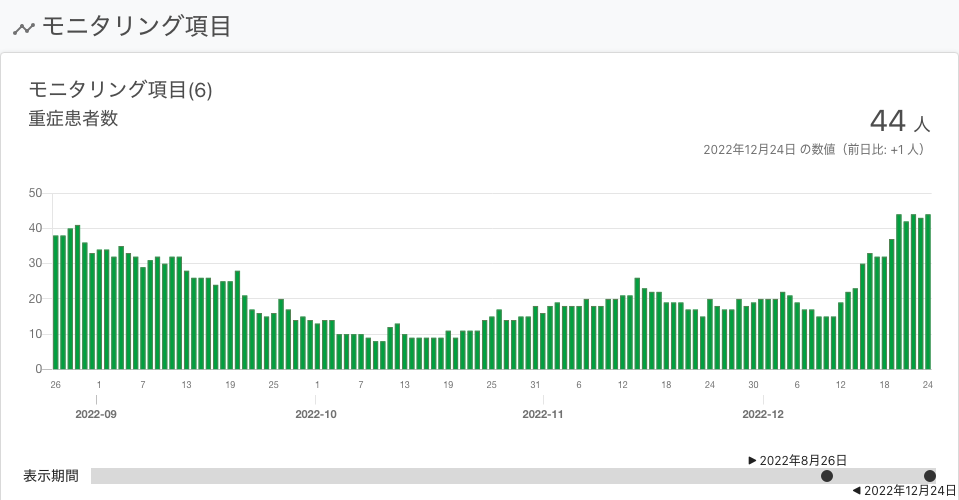 モニタリング項目
モニタリング項目(6)
重症患者数
44 人
2022年12月24日 の数値（前日比: +1 人）
50
40
30
20
10
0
26 1 7 13 19 25 1 7 13 19 25 31 6 12 18 24 30 6 12 18 24
2022-09 2022-10 2022-11 2022-12
▶ 2022年8月26日
表示期間
◀ 2022年12月24日